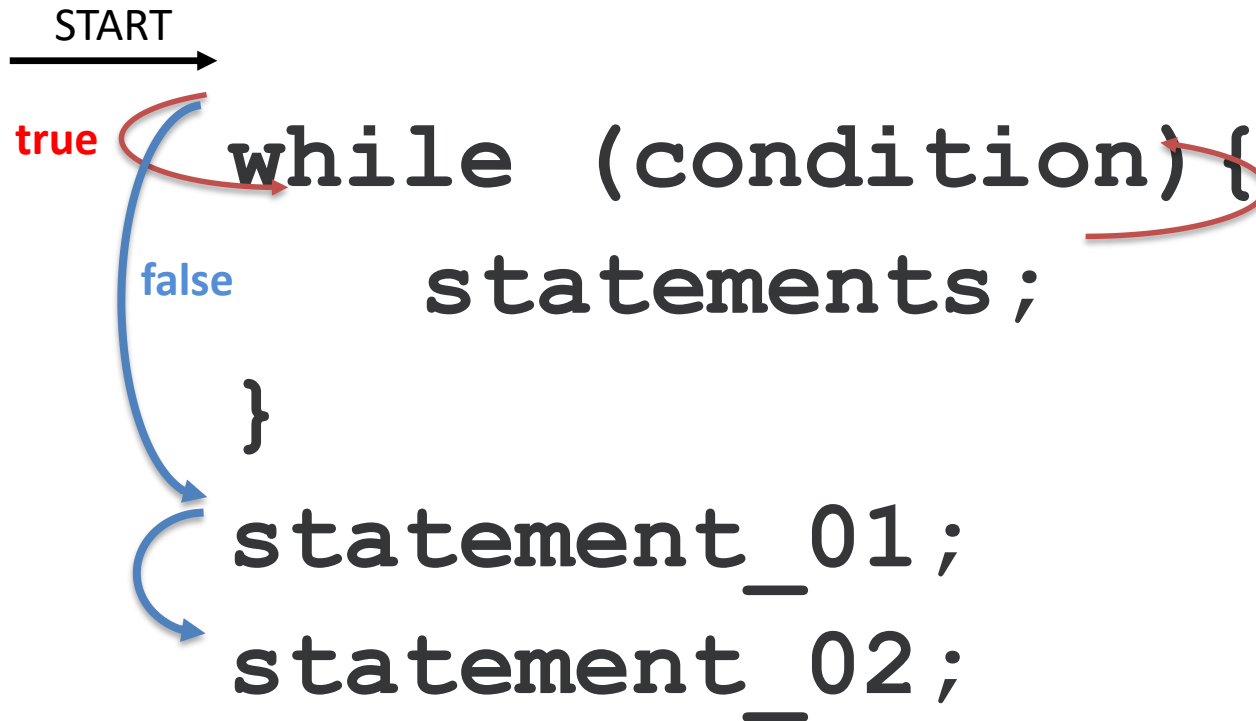 START
true
while (condition){
false
statements;
}
statement_01;
statement_02;